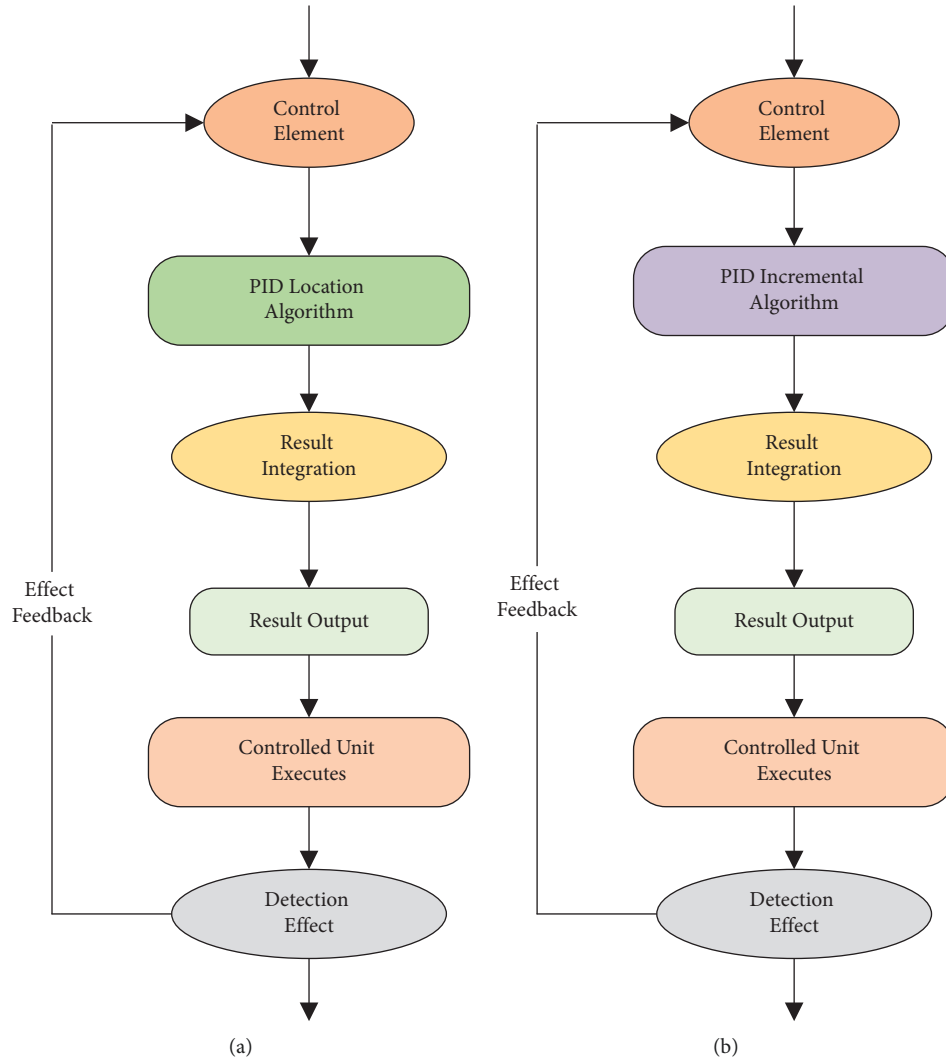 Control
Element
PID Location
Algorithm
Result
Integration
Effect
Feedback
Result Output
Controlled Unit
Executes
Detection
Effect
(a)
Control
Element
PID Incremental
Algorithm
Result
Integration
Effect
Feedback
Result Output
Controlled Unit
Executes
Detection
Effect
(b)